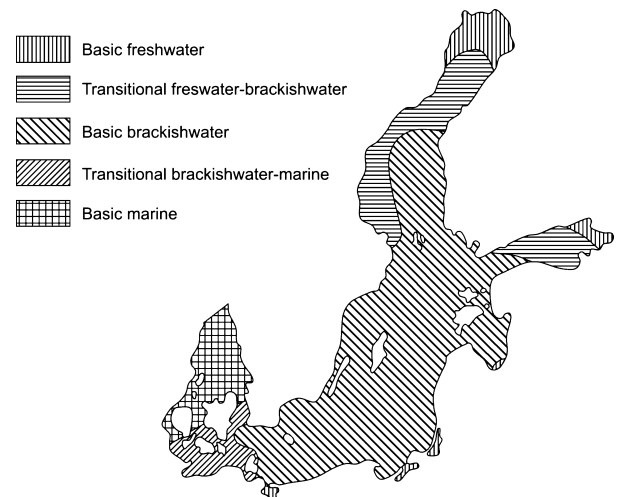 Basic freshwater
Transitional freswater-brackishwater
Basic brackishwater
Transitional brackishwater-marine
Basic marine